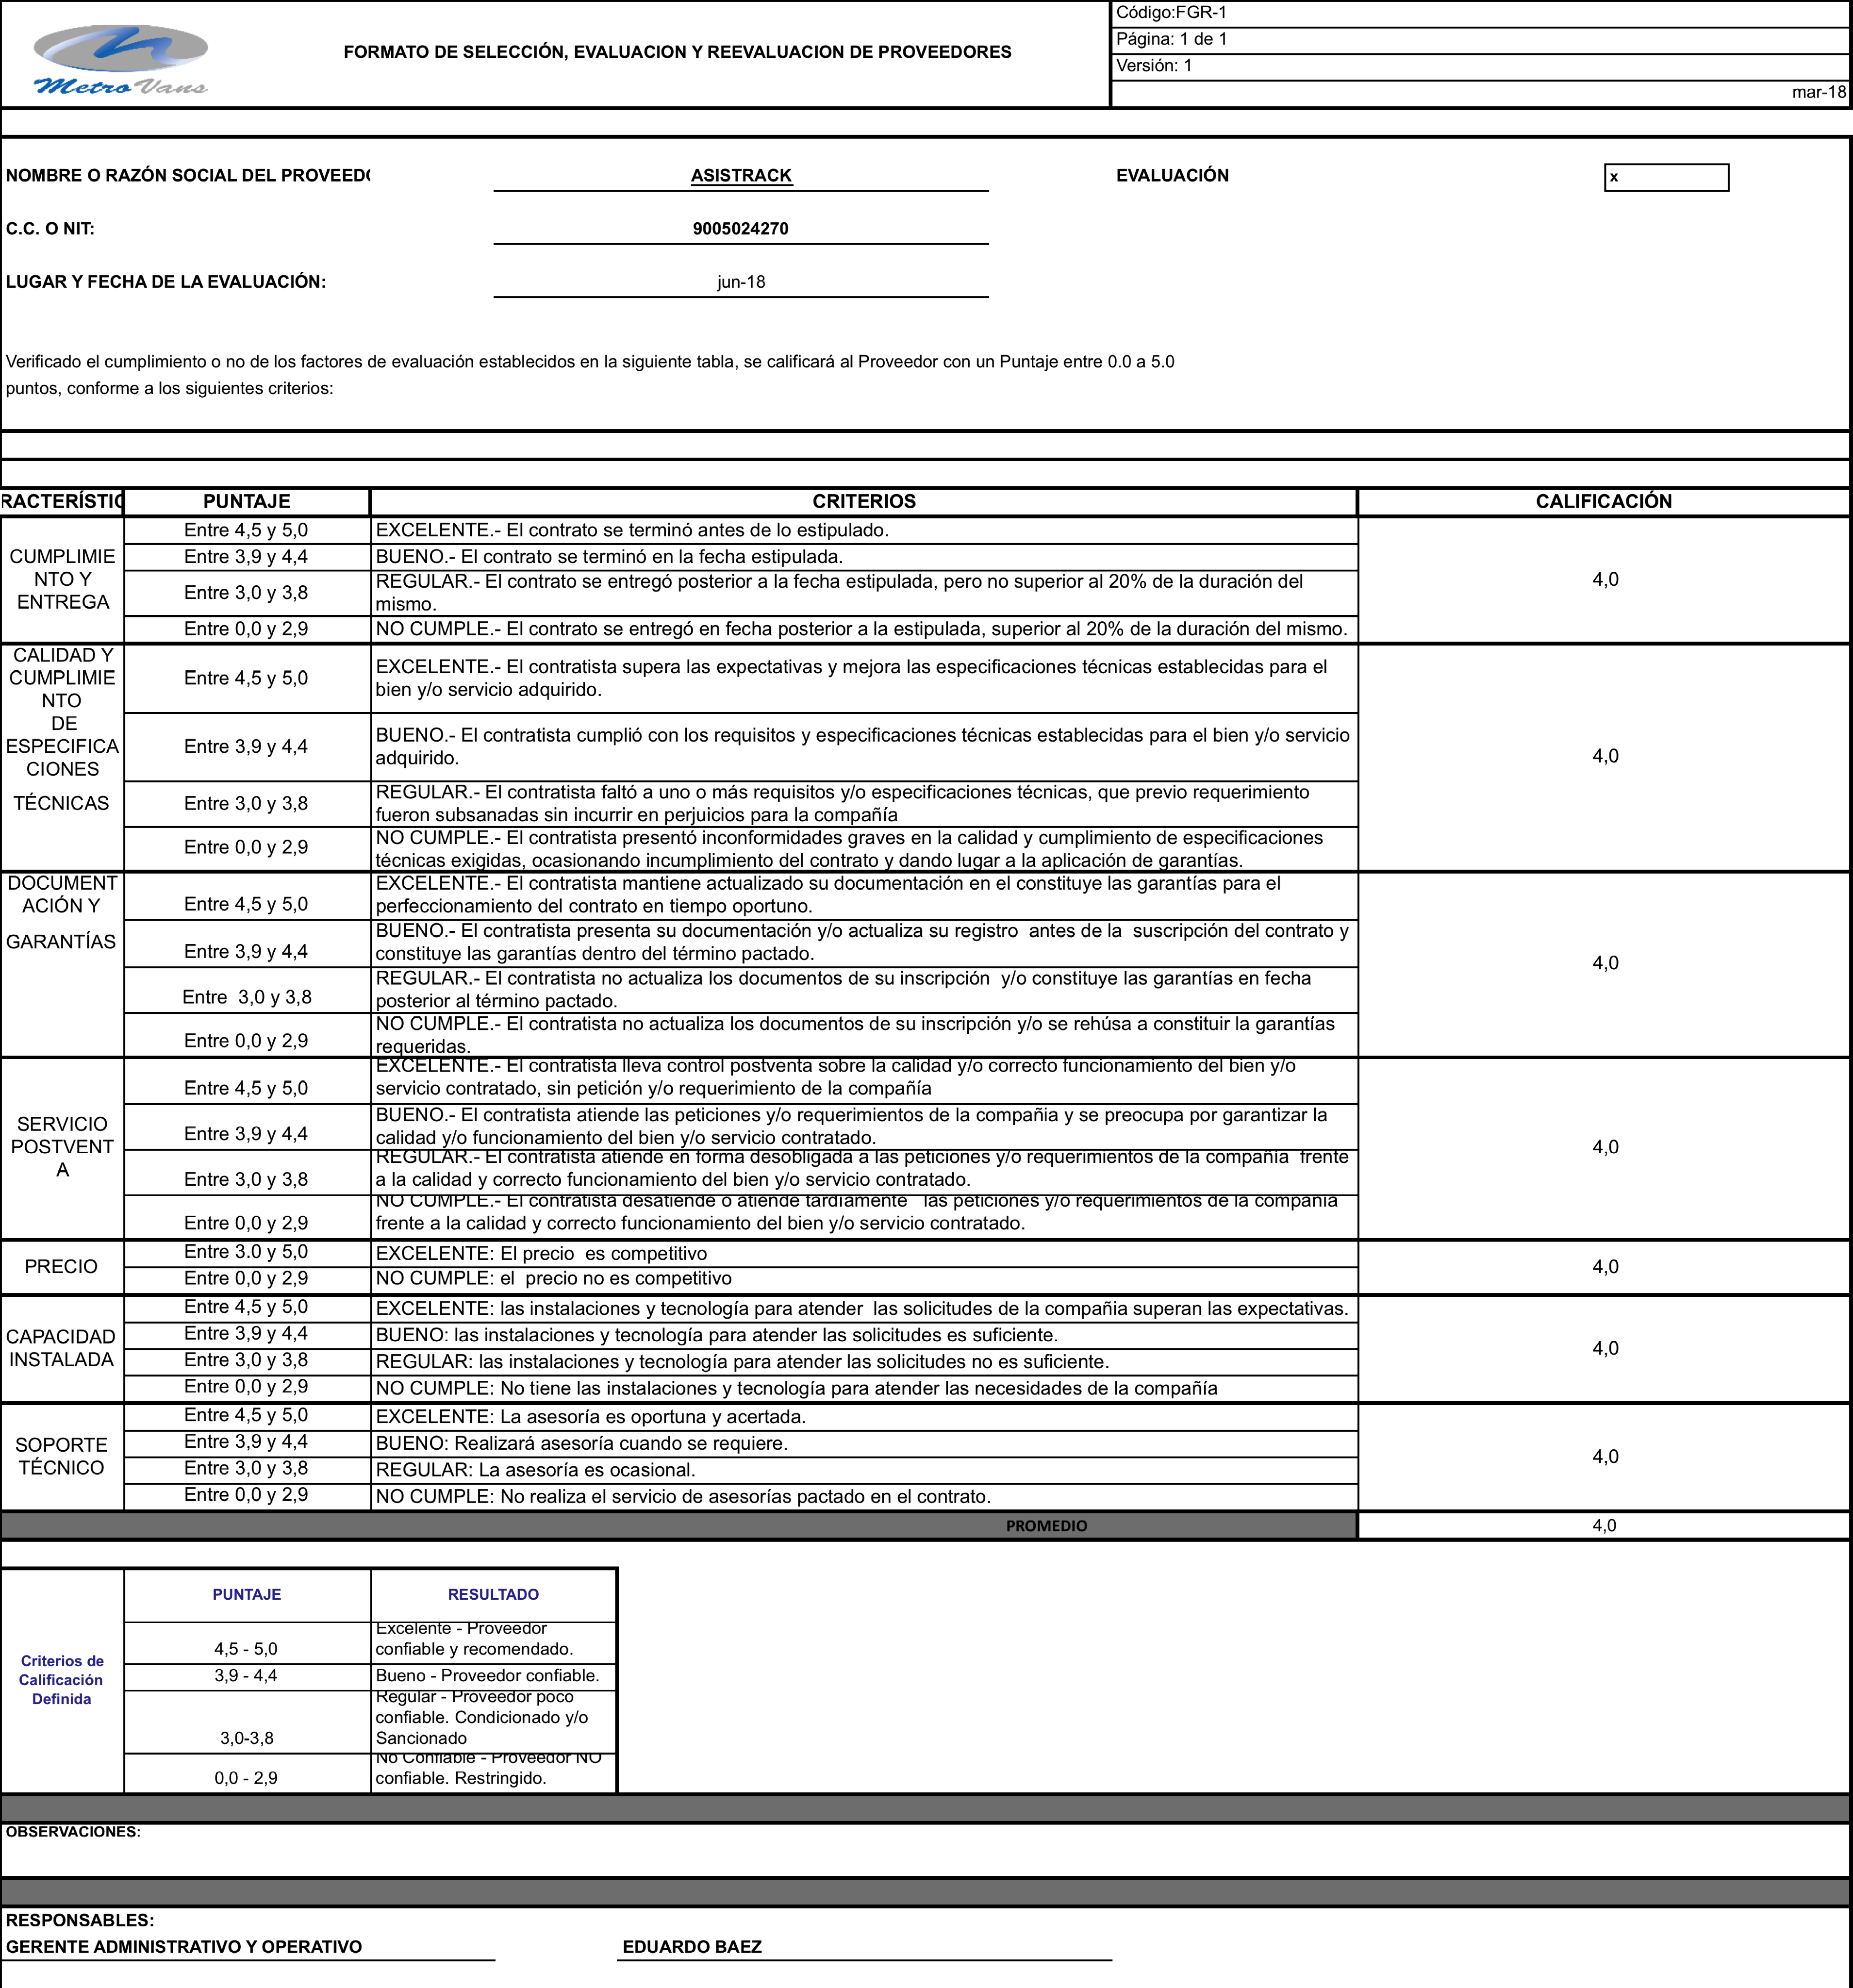 Metro Vans
FORMATO DE SELECCIÓN, EVALUACION Y REEVALUACION DE PROVEEDORES
Código:FGR-1
Página: 1 de 1
Versión: 1
mar-18
NOMBRE O RAZÓN SOCIAL DEL PROVEED
ASISTRACK
EVALUACIÓN
x
C.C. O NIT:
9005024270
LUGAR Y FECHA DE LA EVALUACIÓN:
jun-18
Verificado el cumplimiento o no de los factores de evaluación establecidos en la siguiente tabla, se calificará al Proveedor con un Puntaje entre 0.0 a 5.0
puntos, conforme a los siguientes criterios:
RACTERÍSTIC
PUNTAJE
CRITERIOS
CALIFICACIÓN
CUMPLIMIE
NTO Y
ENTREGA
Entre 4,5 y 5,0
EXCELENTE.- El contrato se terminó antes de lo estipulado.
Entre 3,9 y 4,4
BUENO.- El contrato se terminó en la fecha estipulada.
Entre 3,0 y 3,8
REGULAR.- El contrato se entregó posterior a la fecha estipulada, pero no superior al 20% de la duración del
mismo.
Entre 0,0 y 2,9
NO CUMPLE.- El contrato se entregó en fecha posterior a la estipulada, superior al 20% de la duración del mismo.
4,0
CALIDAD Y
CUMPLIMIE
NTO
DE
ESPECIFICA
CIONES
TÉCNICAS
Entre 4,5 y 5,0
EXCELENTE.- El contratista supera las expectativas y mejora las especificaciones técnicas establecidas para el
bien y/o servicio adquirido.
Entre 3,9 y 4,4
BUENO.- El contratista cumplió con los requisitos y especificaciones técnicas establecidas para el bien y/o servicio
adquirido.
Entre 3,0 y 3,8
REGULAR.- El contratista faltó a uno o más requisitos y/o especificaciones técnicas, que previo requerimiento
fueron subsanadas sin incurrir en perjuicios para la compañía
Entre 0,0 y 2,9
NO CUMPLE.- El contratista presentó inconformidades graves en la calidad y cumplimiento de especificaciones
técnicas exigidas, ocasionando incumplimiento del contrato y dando lugar a la aplicación de garantías.
4,0
DOCUMENT
ACIÓN Y
GARANTÍAS
Entre 4,5 y 5,0
EXCELENTE.- El contratista mantiene actualizado su documentación en el constituye las garantías para el
perfeccionamiento del contrato en tiempo oportuno.
Entre 3,9 y 4,4
BUENO.- El contratista presenta su documentación y/o actualiza su registro  antes de la  suscripción del contrato y
constituye las garantías dentro del término pactado.
Entre  3,0 y 3,8
REGULAR.- El contratista no actualiza los documentos de su inscripción  y/o constituye las garantías en fecha
posterior al término pactado.
Entre 0,0 y 2,9
NO CUMPLE.- El contratista no actualiza los documentos de su inscripción y/o se rehúsa a constituir la garantías
requeridas.
4,0
SERVICIO
POSTVENT
A
Entre 4,5 y 5,0
EXCELENTE.- El contratista lleva control postventa sobre la calidad y/o correcto funcionamiento del bien y/o
servicio contratado, sin petición y/o requerimiento de la compañía
Entre 3,9 y 4,4
BUENO.- El contratista atiende las peticiones y/o requerimientos de la compañia y se preocupa por garantizar la
calidad y/o funcionamiento del bien y/o servicio contratado.
Entre 3,0 y 3,8
REGULAR.- El contratista atiende en forma desobligada a las peticiones y/o requerimientos de la compañía  frente
a la calidad y correcto funcionamiento del bien y/o servicio contratado.
Entre 0,0 y 2,9
NO CUMPLE.- El contratista desatiende o atiende tardíamente   las peticiones y/o requerimientos de la compañía
frente a la calidad y correcto funcionamiento del bien y/o servicio contratado.
4,0
PRECIO
Entre 3.0 y 5,0
EXCELENTE: El precio  es competitivo
Entre 0,0 y 2,9
NO CUMPLE: el  precio no es competitivo
4,0
CAPACIDAD
INSTALADA
Entre 4,5 y 5,0
EXCELENTE: las instalaciones y tecnología para atender  las solicitudes de la compañia superan las expectativas.
Entre 3,9 y 4,4
BUENO: las instalaciones y tecnología para atender las solicitudes es suficiente.
Entre 3,0 y 3,8
REGULAR: las instalaciones y tecnología para atender las solicitudes no es suficiente.
Entre 0,0 y 2,9
NO CUMPLE: No tiene las instalaciones y tecnología para atender las necesidades de la compañía
4,0
SOPORTE
TÉCNICO
Entre 4,5 y 5,0
EXCELENTE: La asesoría es oportuna y acertada.
Entre 3,9 y 4,4
BUENO: Realizará asesoría cuando se requiere.
Entre 3,0 y 3,8
REGULAR: La asesoría es ocasional.
Entre 0,0 y 2,9
NO CUMPLE: No realiza el servicio de asesorías pactado en el contrato.
4,0
PROMEDIO
4,0
Criterios de
Calificación
Definida
PUNTAJE
RESULTADO
4,5 - 5,0
Excelente - Proveedor
confiable y recomendado.
3,9 - 4,4
Bueno - Proveedor confiable.
3,0-3,8
Regular - Proveedor poco
confiable. Condicionado y/o
Sancionado
0,0 - 2,9
No Confiable - Proveedor NO
confiable. Restringido.
OBSERVACIONES:
RESPONSABLES:
GERENTE ADMINISTRATIVO Y OPERATIVO
EDUARDO BAEZ